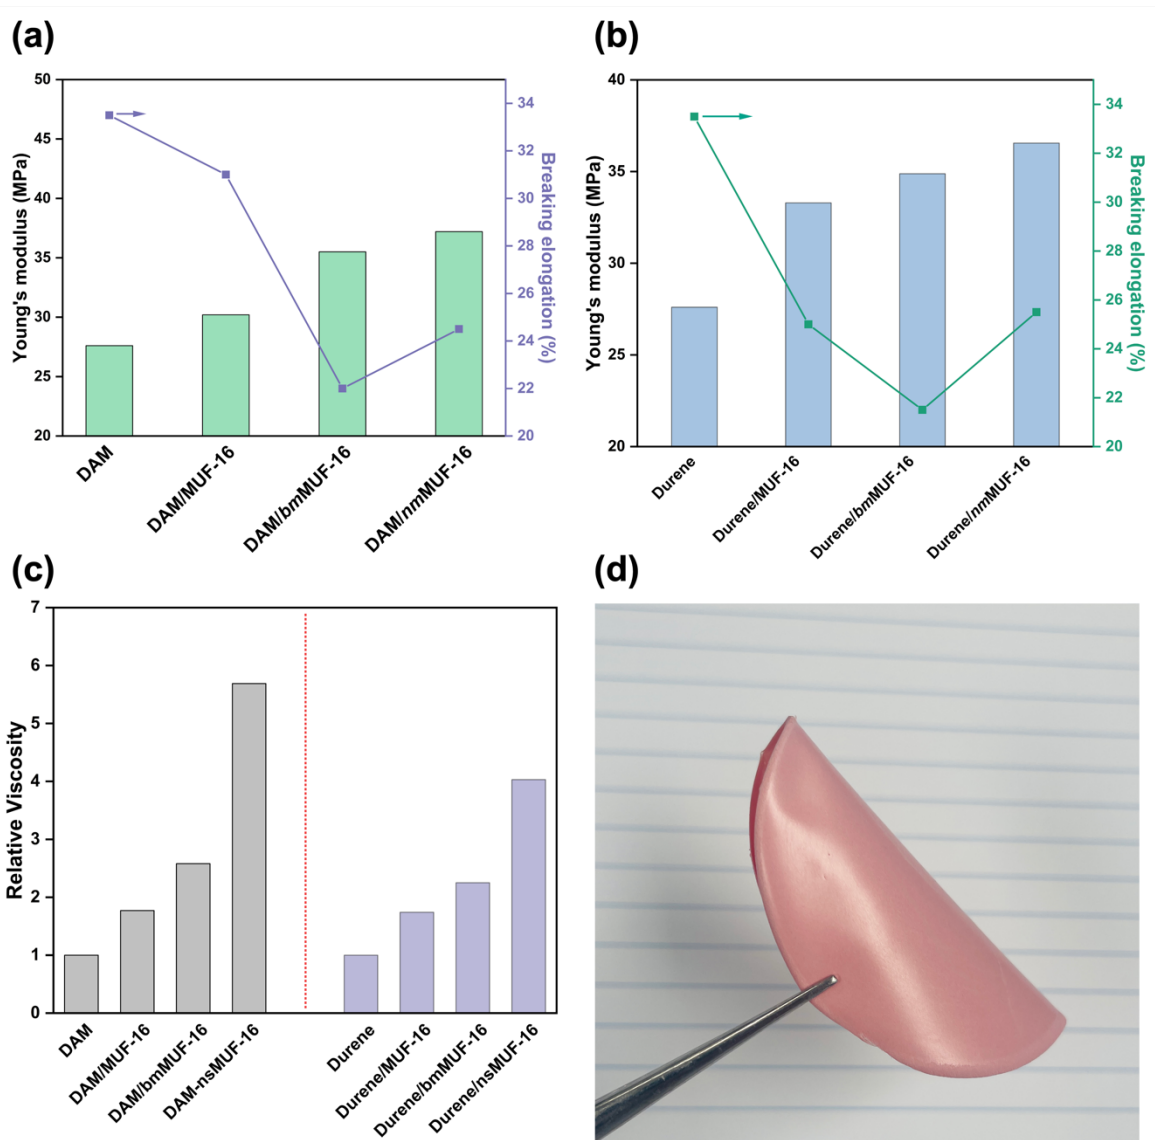 (a)
50
45
40
35
30
25
20
Young's modulus (MPa)
34
32
30
28
26
24
22
20
Breaking elongation (%)
DAM
DAM/MUF-16
DAM/bmMUF-16
DAM/nmMUF-16
(b)
40
35
30
25
20
Young's modulus (MPa)
34
32
30
28
26
24
22
20
Breaking elongation (%)
Durene
Durene/MUF-16
Durene/bmMUF-16
Durene/nmMUF-16
(c)
7
6
5
4
3
2
1
0
Relative Viscosity
DAM
DAM/MUF-16
DAM/bmMUF-16
DAM-nsMUF-16
Durene
Durene/MUF-16
Durene/bmMUF-16
Durene/nsMUF-16
(d)